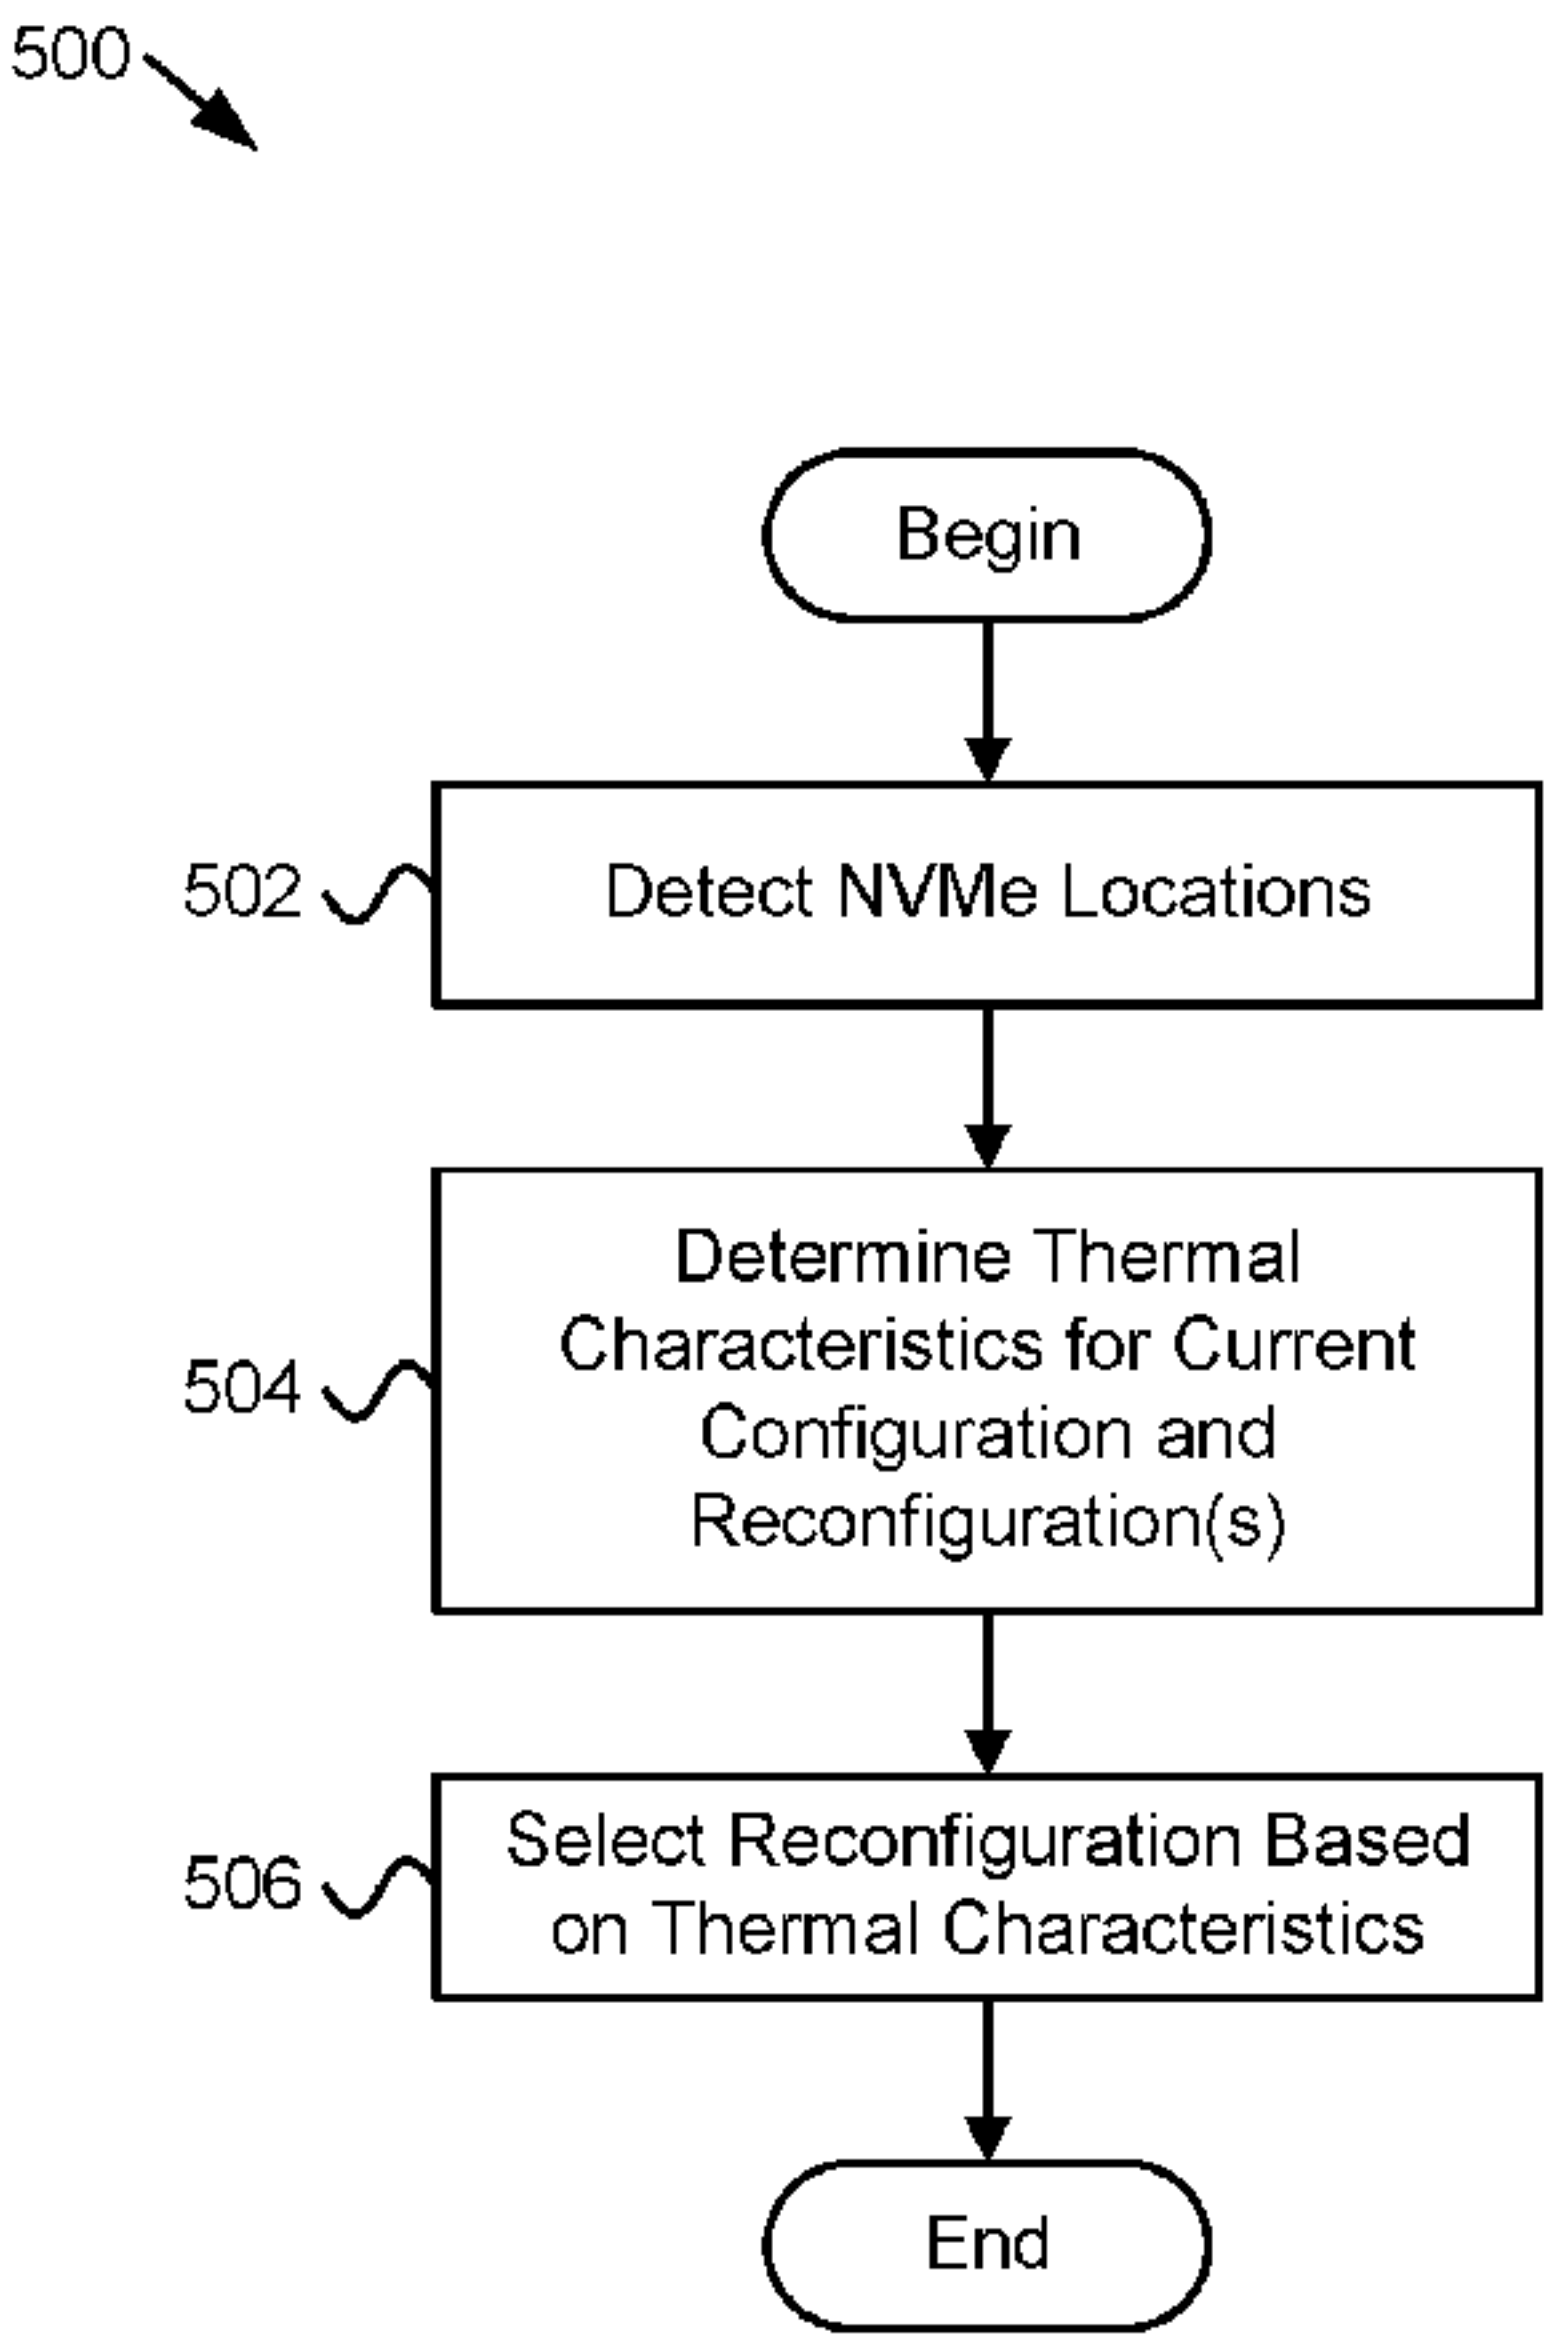 500
Begin
502
Detect NVMe Locations
504
Determine Thermal
Characteristics for Current
Configuration and
Reconfiguration(s)
506
Select Reconfiguration Based
on Thermal Characteristics
End